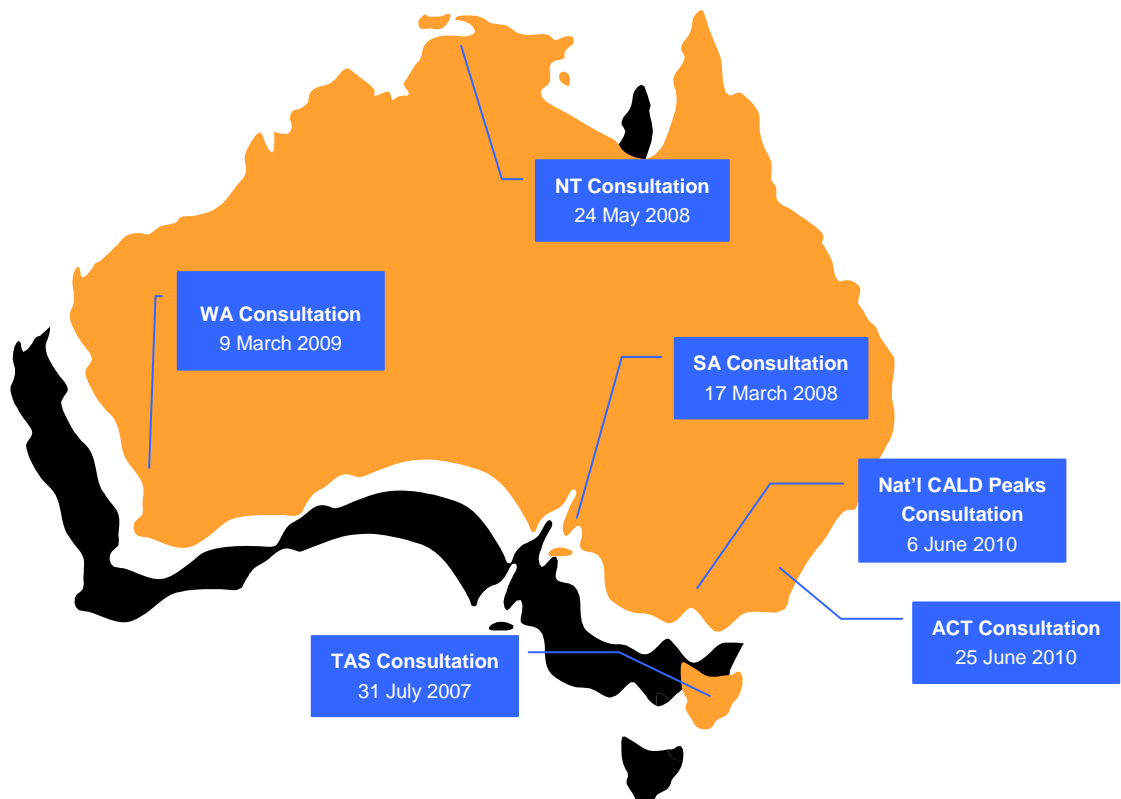 NT Consultation
24 May 2008
WA Consultation
9 March 2009
SA Consultation
17 March 2008
Nat’l CALD Peaks
Consultation
6 June 2010
ACT Consultation
25 June 2010
TAS Consultation
31 July 2007